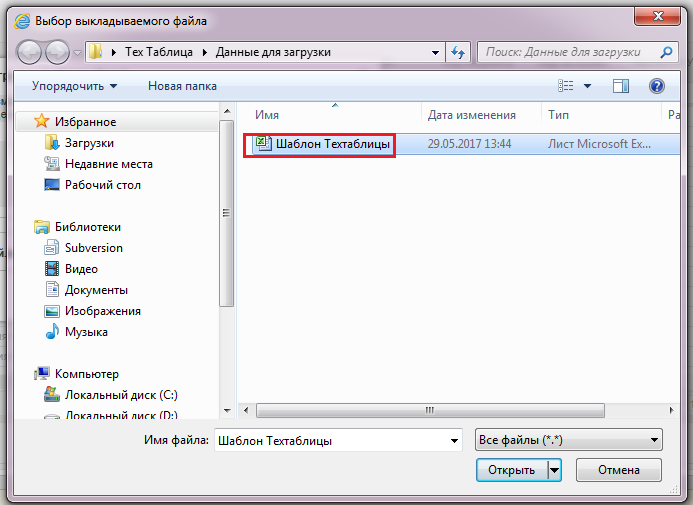 Выбор выкладываемого файла
Тех Таблица Данные для загрузки Поиск: Данные для загрузки
Упорядочить Новая папка
Избранное
Загрузки
Недавние места
Рабочий стол
Библиотеки
Subversion
Видео
Документы
Изображения
Музыка
Компьютер
Локальный диск (C:)
Локальный диск (D:)
Имя Дата изменения Тип Ра
Шаблон Техтаблицы 29.05.2017 13:44 Лист Microsoft Ex...
Имя файла: Шаблон Техтаблицы Все файлы (*.*)
Открыть Отмена